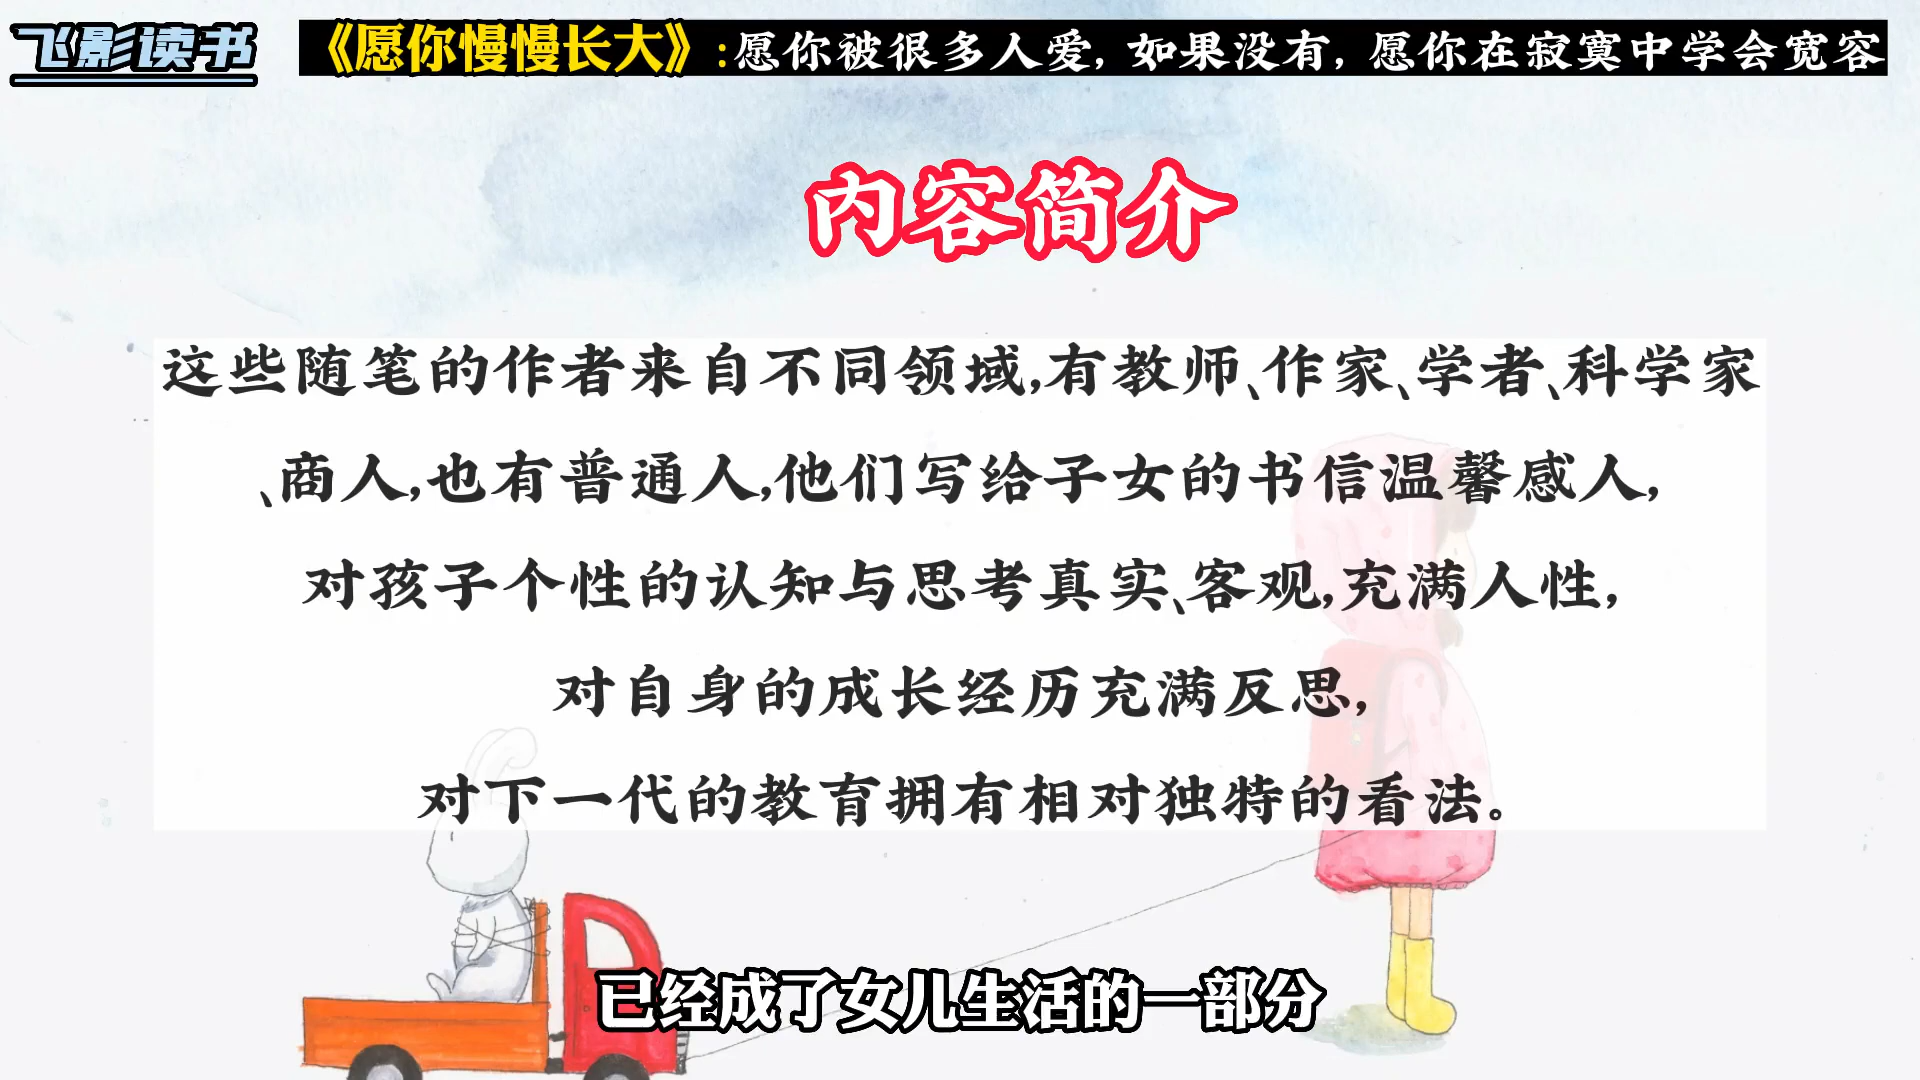 飞影读书
《愿你慢慢长大》:愿你被很多人爱,如果没有,愿你在寂寞中学会宽容
内容简介
这些随笔的作者来自不同领域,有教师、作家、学者、科学家
、商人,也有普通人,他们写给子女的书信温馨感人,
对孩子个性的认知与思考真实、客观,充满人性,
对自身的成长经历充满反思,
对下一代的教育拥有相对独特的看法。
已经成了女儿生活的一部分